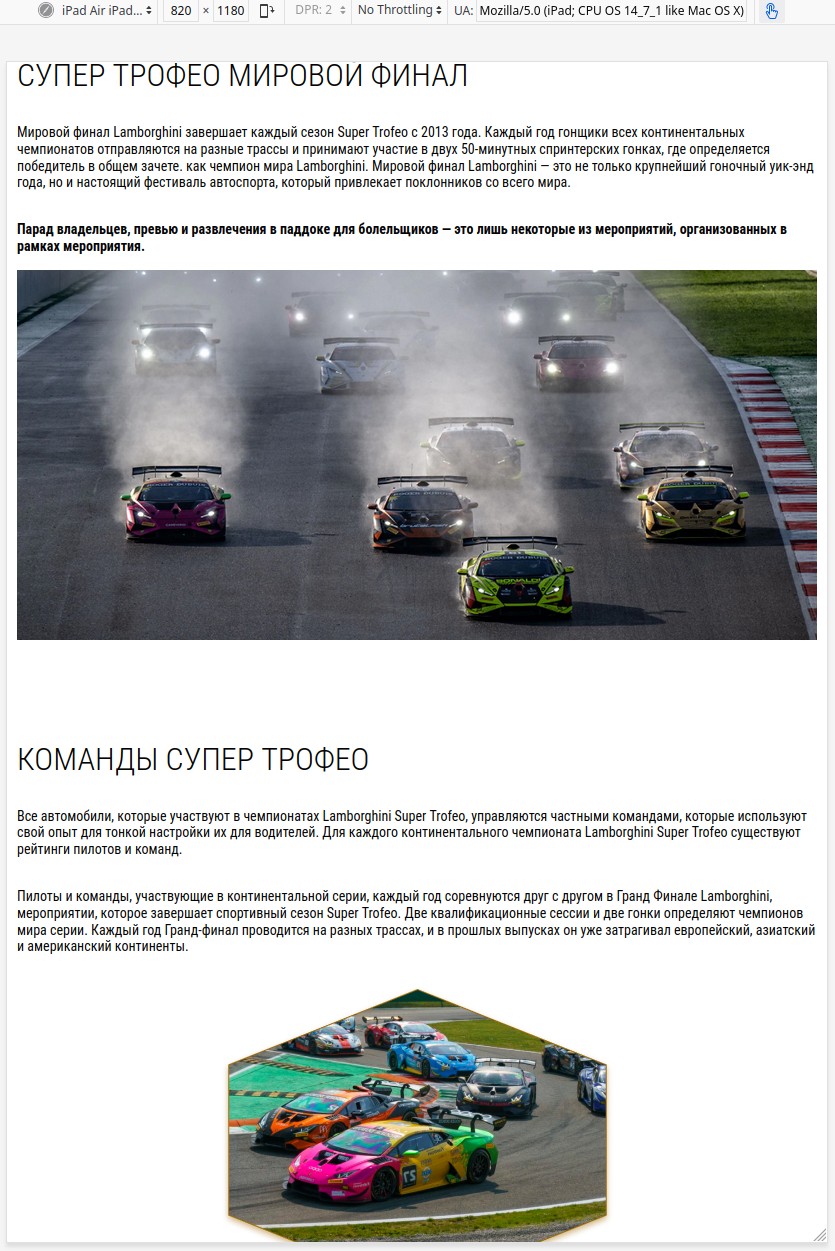 iPad Air iPad...
820 × 1180
DPR: 2
No Throttling
UA: Mozilla/5.0 (iPad; CPU OS 14_7_1 like Mac OS X)
СУПЕР ТРОФЕО МИРОВОЙ ФИНАЛ
Мировой финал Lamborghini завершает каждый сезон Super Trofeo с 2013 года. Каждый год гонщики всех континентальных
чемпионатов отправляются на разные трассы и принимают участие в двух 50-минутных спринтерских гонках, где определяется
победитель в общем зачете. как чемпион мира Lamborghini. Мировой финал Lamborghini — это не только крупнейший гоночный уик-энд
года, но и настоящий фестиваль автоспорта, который привлекает поклонников со всего мира.
Парад владельцев, превью и развлечения в паддоке для болельщиков — это лишь некоторые из мероприятий, организованных в
рамках мероприятия.
BONALDI
КОМАНДЫ СУПЕР ТРОФЕО
Все автомобили, которые участвуют в чемпионатах Lamborghini Super Trofeo, управляются частными командами, которые используют
свой опыт для тонкой настройки их для водителей. Для каждого континентального чемпионата Lamborghini Super Trofeo существуют
рейтинги пилотов и команд.
Пилоты и команды, участвующие в континентальной серии, каждый год соревнуются друг с другом в Гранд Финале Lamborghini,
мероприятии, которое завершает спортивный сезон Super Trofeo. Две квалификационные сессии и две гонки определяют чемпионов
мира серии. Каждый год Гранд-финал проводится на разных трассах, и в прошлых выпусках он уже затрагивал европейский, азиатский
и американский континенты.
72